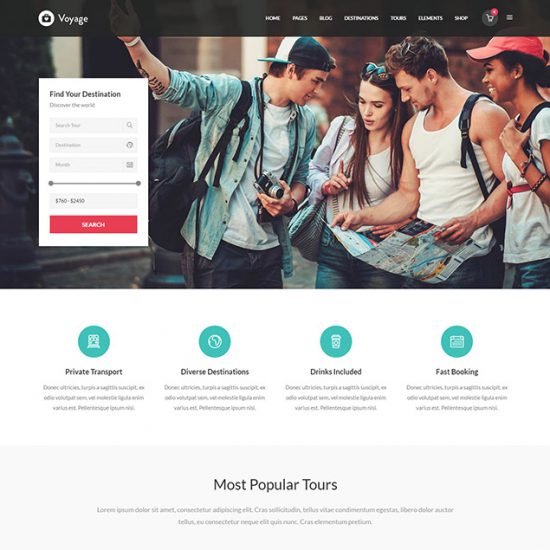 Voyage
HOME PAGES BLOG DESTINATIONS TOURS ELEMENTS SHOP
Find Your Destination
Discover the world
Search Tour
Destination
Month
$760 - $2450
SEARCH
Private Transport
Donec ultricies, turpis a sagittis suscipit, ex
odio volutpat sem, vel molestie ligula enim
varius est. Pellentesque ipsum nisi.
Diverse Destinations
Donec ultricies, turpis a sagittis suscipit, ex
odio volutpat sem, vel molestie ligula enim
varius est. Pellentesque ipsum nisi.
Drinks Included
Donec ultricies, turpis a sagittis suscipit, ex
odio volutpat sem, vel molestie ligula enim
varius est. Pellentesque ipsum nisi.
Fast Booking
Donec ultricies, turpis a sagittis suscipit, ex
odio volutpat sem, vel molestie ligula enim
varius est. Pellentesque ipsum nisi.
Most Popular Tours
Lorem ipsum dolor sit amet, consectetur adipiscing elit. Cras sollicitudin, tellus vitae condimentum egestas, libero dolor auctor
tellus, eu consectetur neque elit quis nunc. Cras elementum pretium.